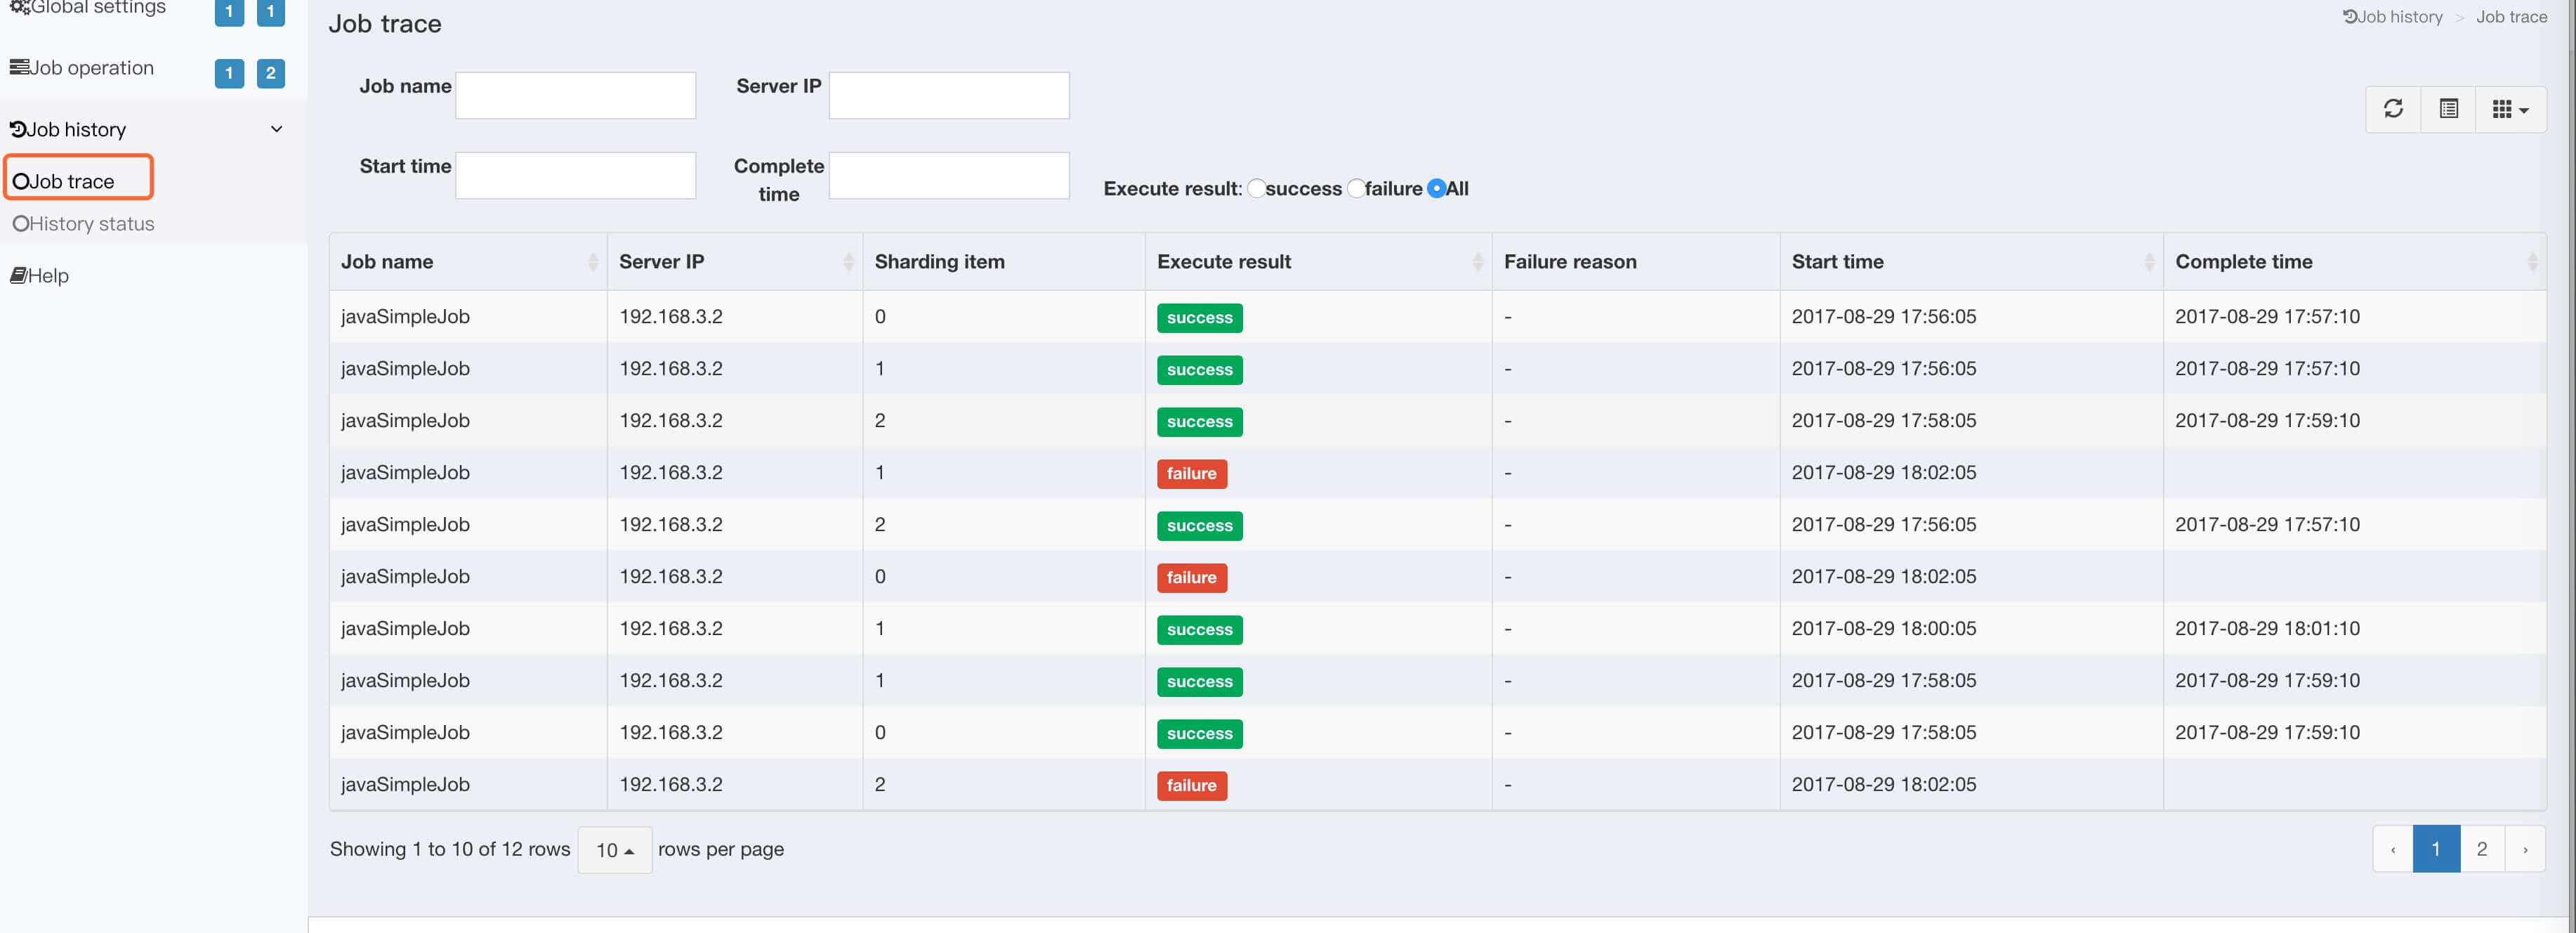 Global settings 1 1
Job operation 1 2
Job history
Job trace
History status
Help
Job trace
Job history > Job trace
Job name
Server IP
Start time
Complete time
Execute result: success failure All
Job name Server IP Sharding item Execute result Failure reason Start time Complete time
javaSimpleJob 192.168.3.2 0 success - 2017-08-29 17:56:05 2017-08-29 17:57:10
javaSimpleJob 192.168.3.2 1 success - 2017-08-29 17:56:05 2017-08-29 17:57:10
javaSimpleJob 192.168.3.2 2 success - 2017-08-29 17:58:05 2017-08-29 17:59:10
javaSimpleJob 192.168.3.2 1 failure - 2017-08-29 18:02:05
javaSimpleJob 192.168.3.2 2 success - 2017-08-29 17:56:05 2017-08-29 17:57:10
javaSimpleJob 192.168.3.2 0 failure - 2017-08-29 18:02:05
javaSimpleJob 192.168.3.2 1 success - 2017-08-29 18:00:05 2017-08-29 18:01:10
javaSimpleJob 192.168.3.2 1 success - 2017-08-29 17:58:05 2017-08-29 17:59:10
javaSimpleJob 192.168.3.2 0 success - 2017-08-29 17:58:05 2017-08-29 17:59:10
javaSimpleJob 192.168.3.2 2 failure - 2017-08-29 18:02:05
Showing 1 to 10 of 12 rows 10 rows per page
‹ 1 2 ›